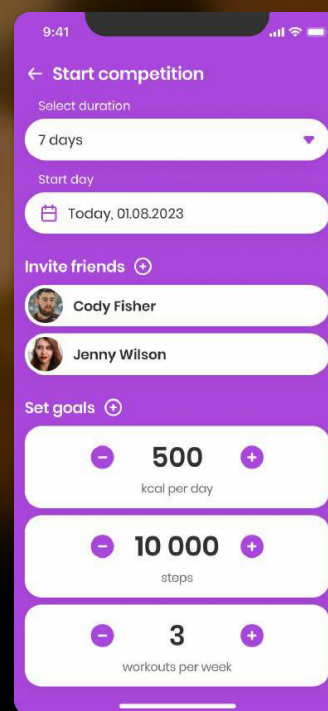 9:41
Start competition
Select duration
7 days
Start day
Today, 01.08.2023
Invite friends
Cody Fisher
Jenny Wilson
Set goals
500
kcal per day
10 000
steps
3
workouts per week